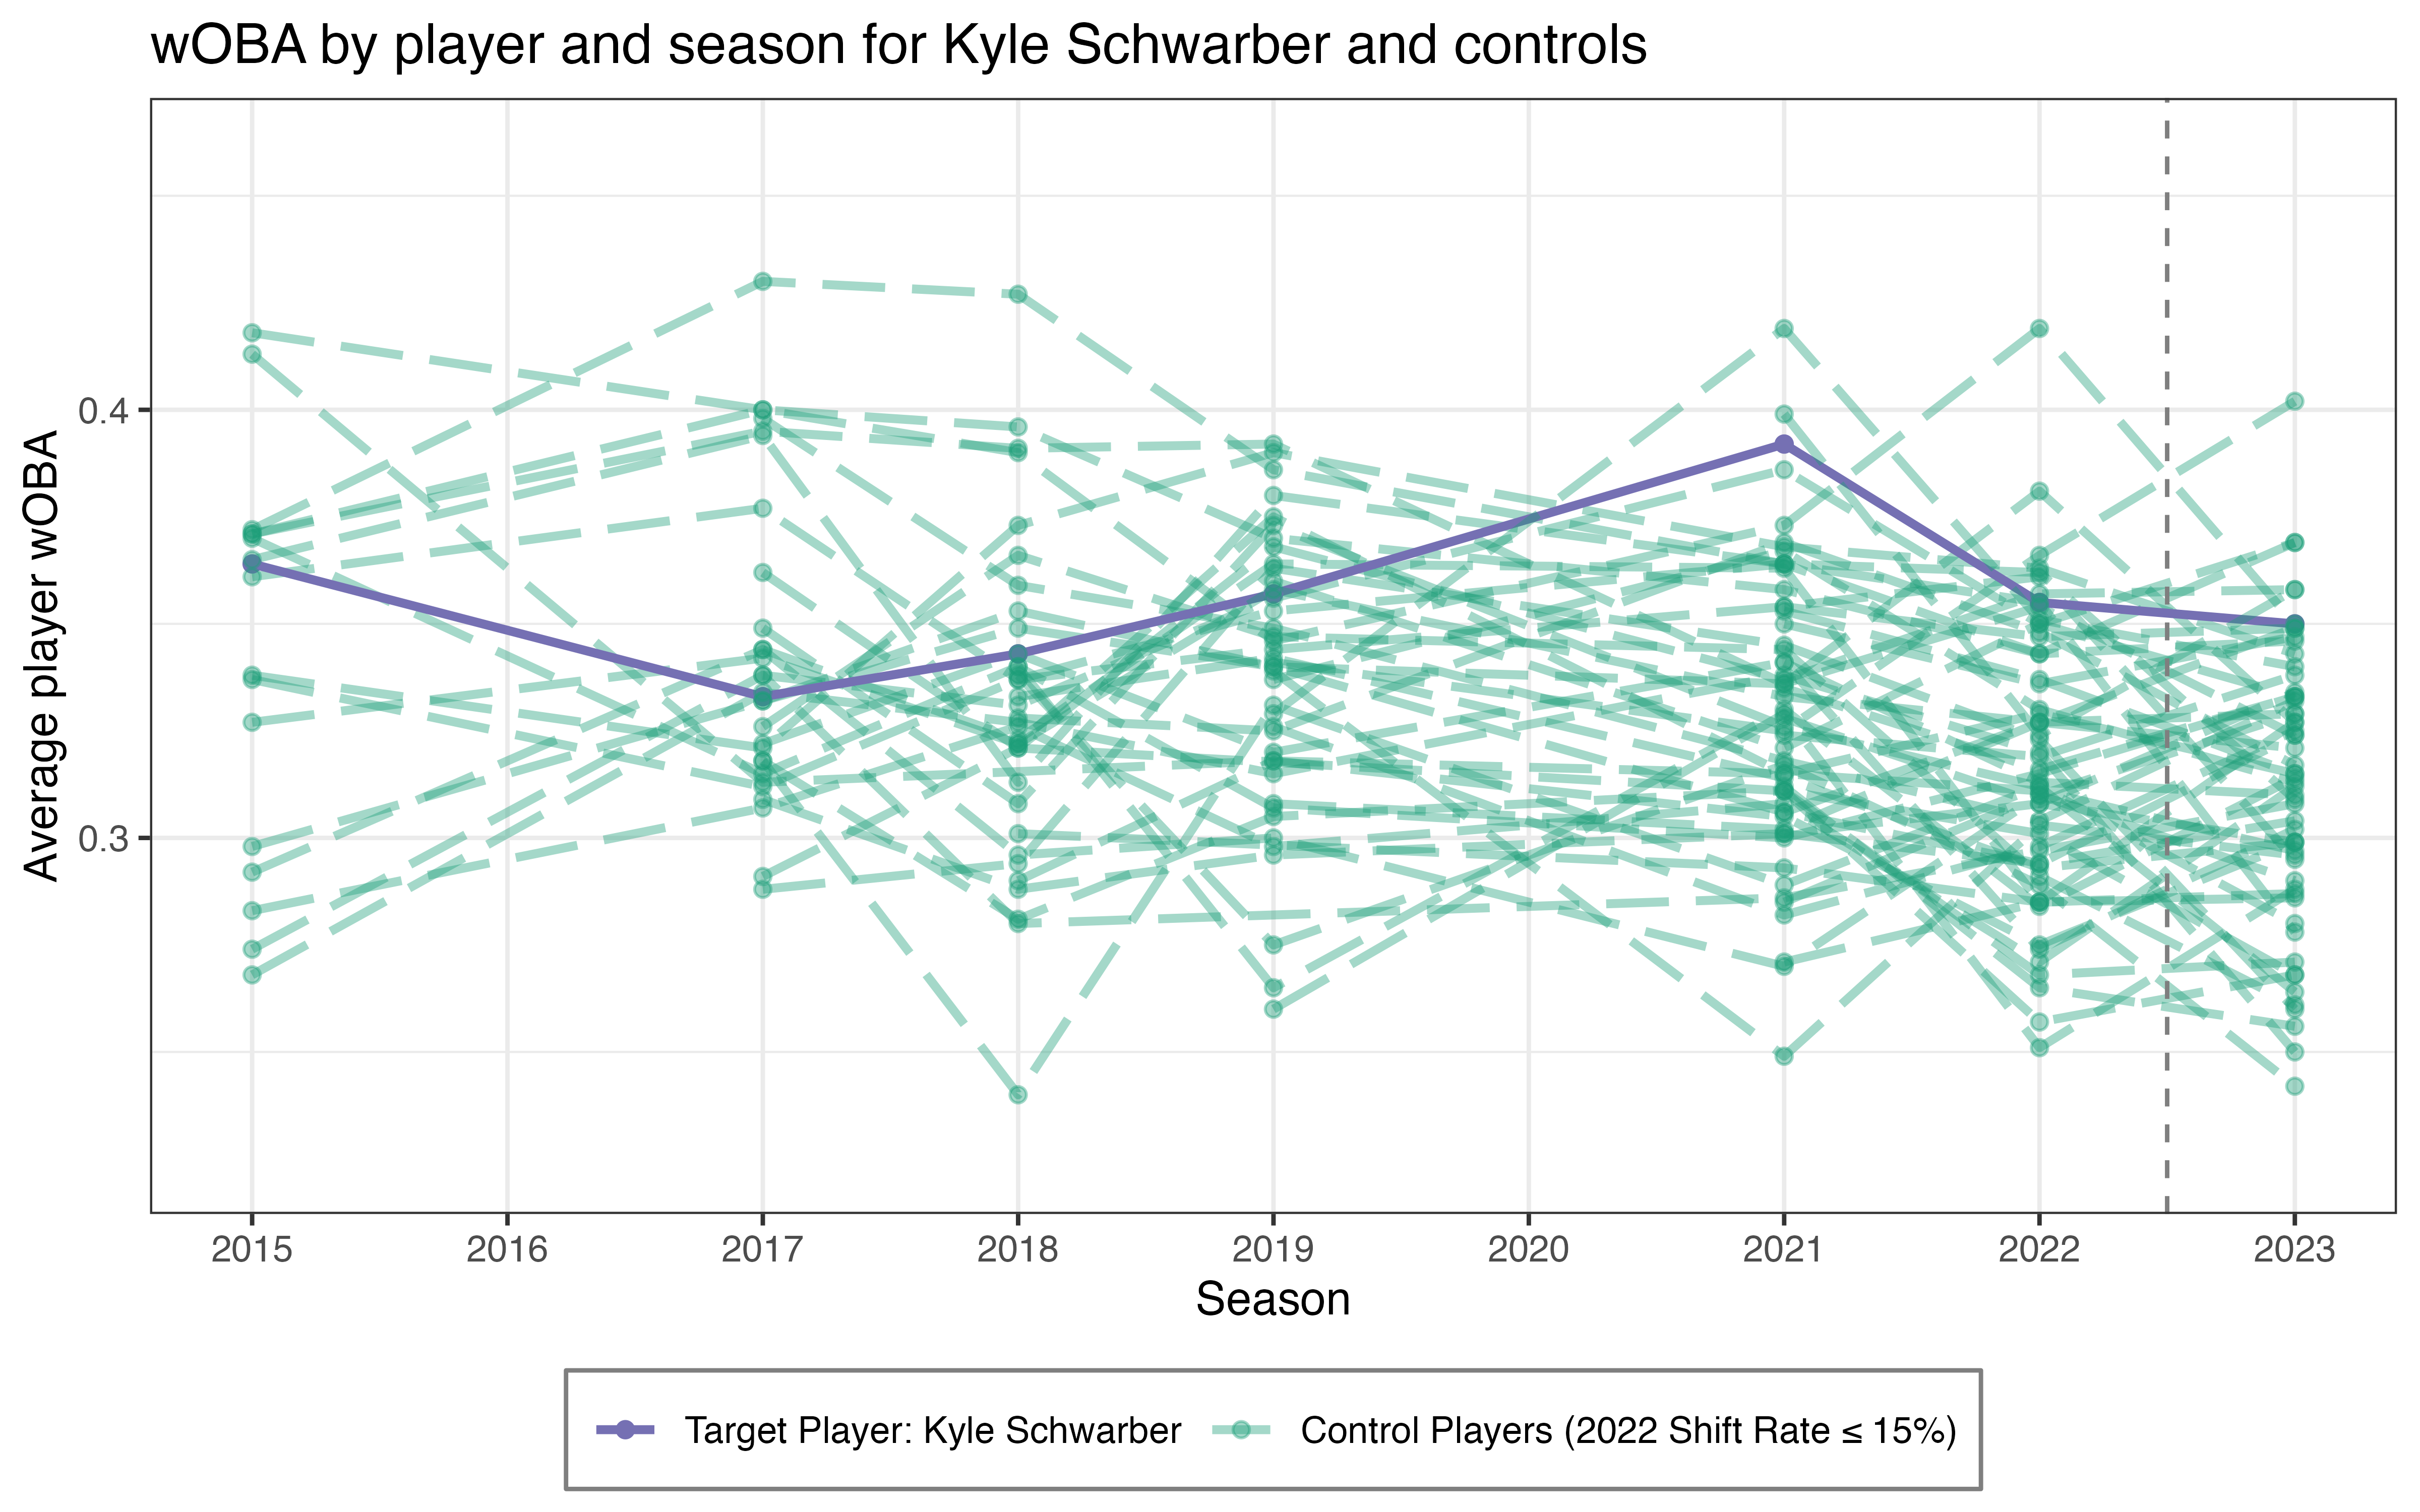 wOBA by player and season for Kyle Schwarber and controls
Average player wOBA
0.4
0.3
2015 2016 2017 2018 2019 2020 2021 2022 2023
Season
Target Player: Kyle Schwarber Control Players (2022 Shift Rate ≤ 15%)